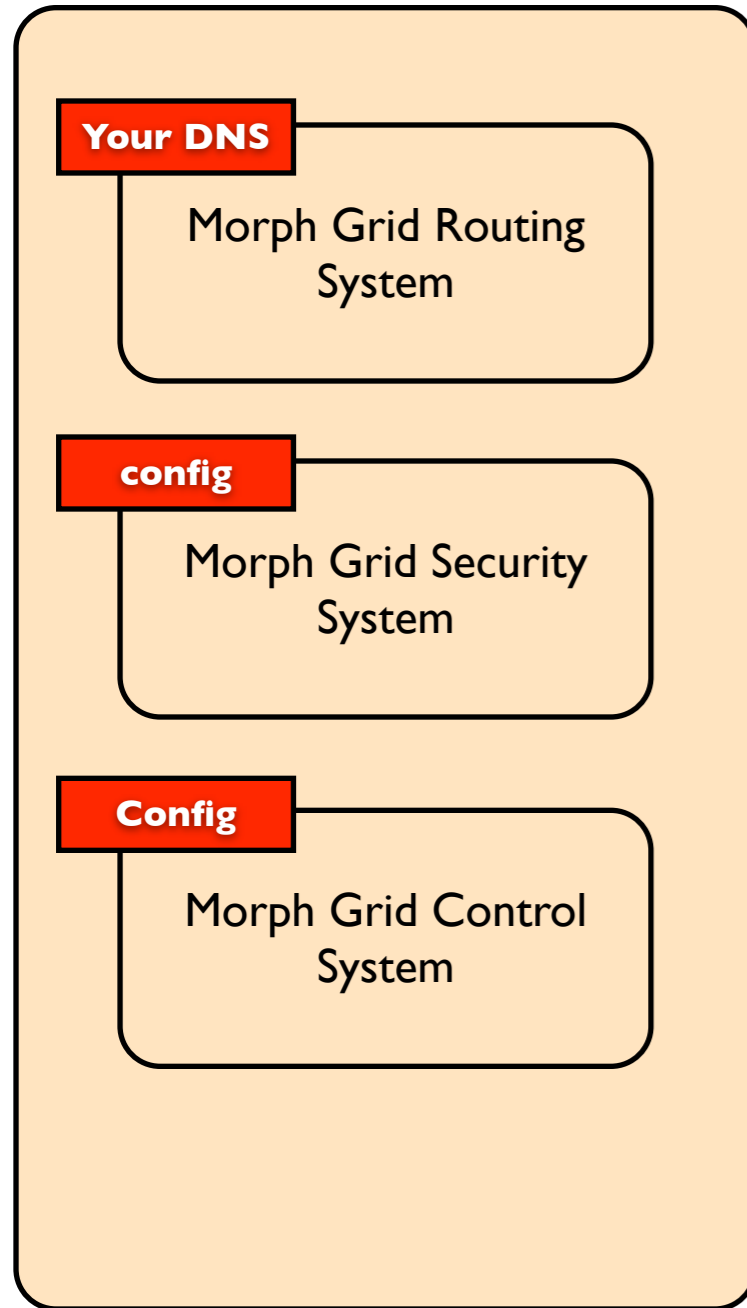 Your DNS
Morph Grid Routing
System
config
Morph Grid Security
System
Config
Morph Grid Control
System